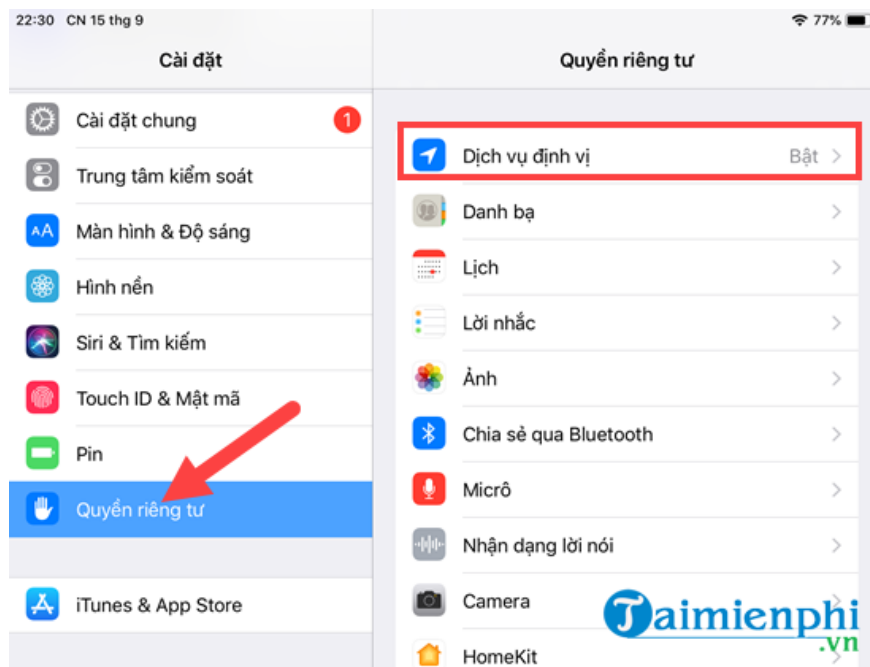 22:30 CN 15 thg 9
77%
Cài đặt
Cài đặt chung
1
Trung tâm kiểm soát
AA Màn hình & Độ sáng
Hình nền
Siri & Tìm kiếm
Touch ID & Mật mã
Pin
Quyền riêng tư
iTunes & App Store
Quyền riêng tư
Dịch vụ định vị Bật
Danh bạ
Lịch
Lời nhắc
Ảnh
Chia sẻ qua Bluetooth
Micrô
Nhận dạng lời nói
Camera
HomeKit
Taimienphi
.vn